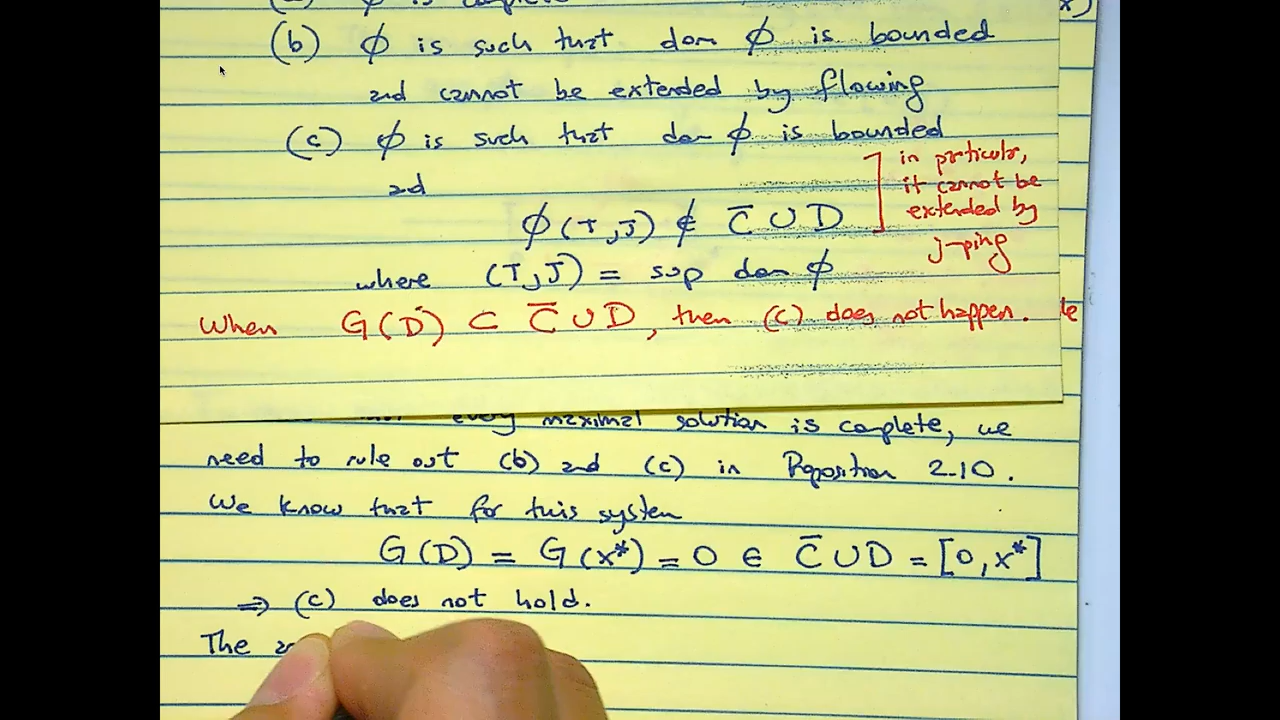 (b) ϕ is such that dom ϕ is bounded
and cannot be extended by flowing
(c) ϕ is such that dom ϕ is bounded
and
ϕ(T,J) ∉ C̅ ∪ D
in particular,
it cannot be
extended by
j-ping
where (T,J) = sup dom ϕ
When G(D) ⊂ C̅ ∪ D, then (c) does not happen.
every maximal solution is complete, we
need to rule out (b) and (c) in Proposition 2.10.
We know that for this system
G(D) = G(x*) = 0 ∈ C̅ ∪ D = [0,x*]
⇒ (c) does not hold.
The